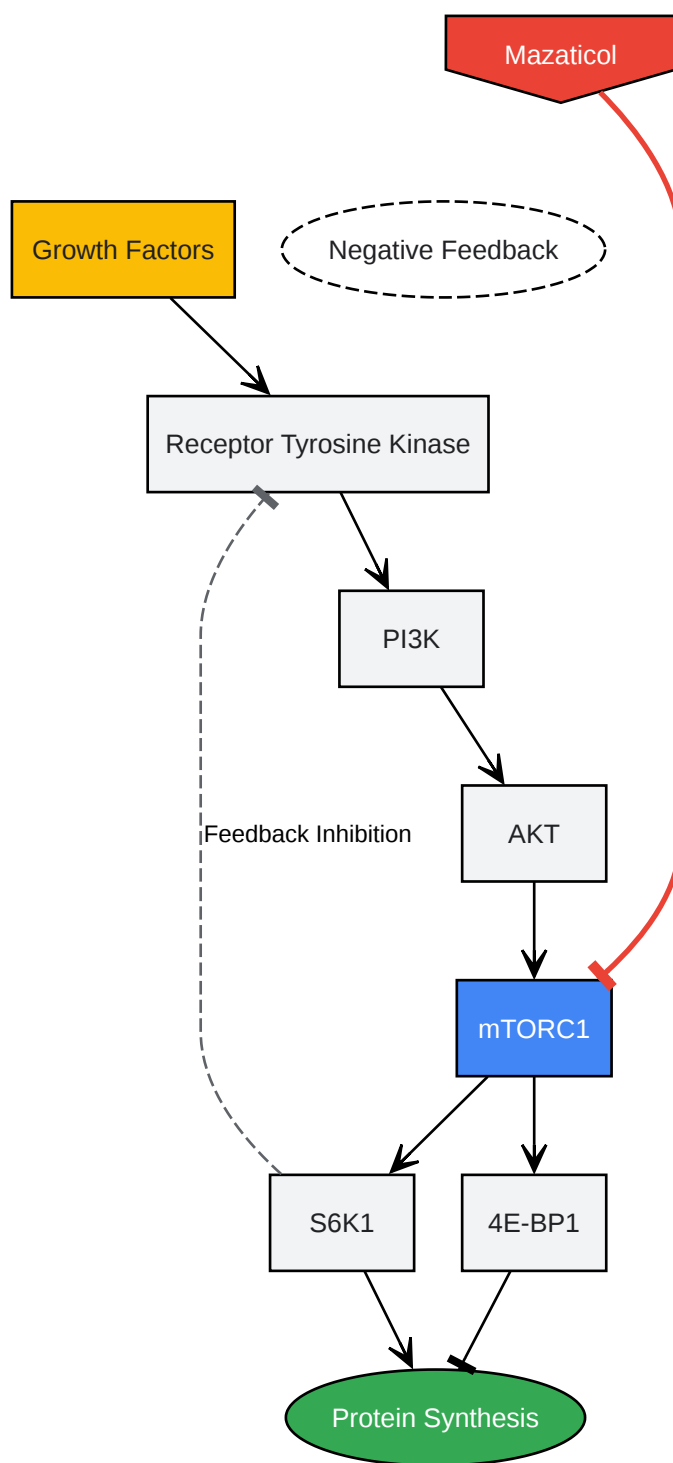 Mazaticol
Growth Factors
Negative Feedback
Receptor Tyrosine Kinase
PI3K
Feedback Inhibition
AKT
mTORC1
S6K1
4E-BP1
Protein Synthesis